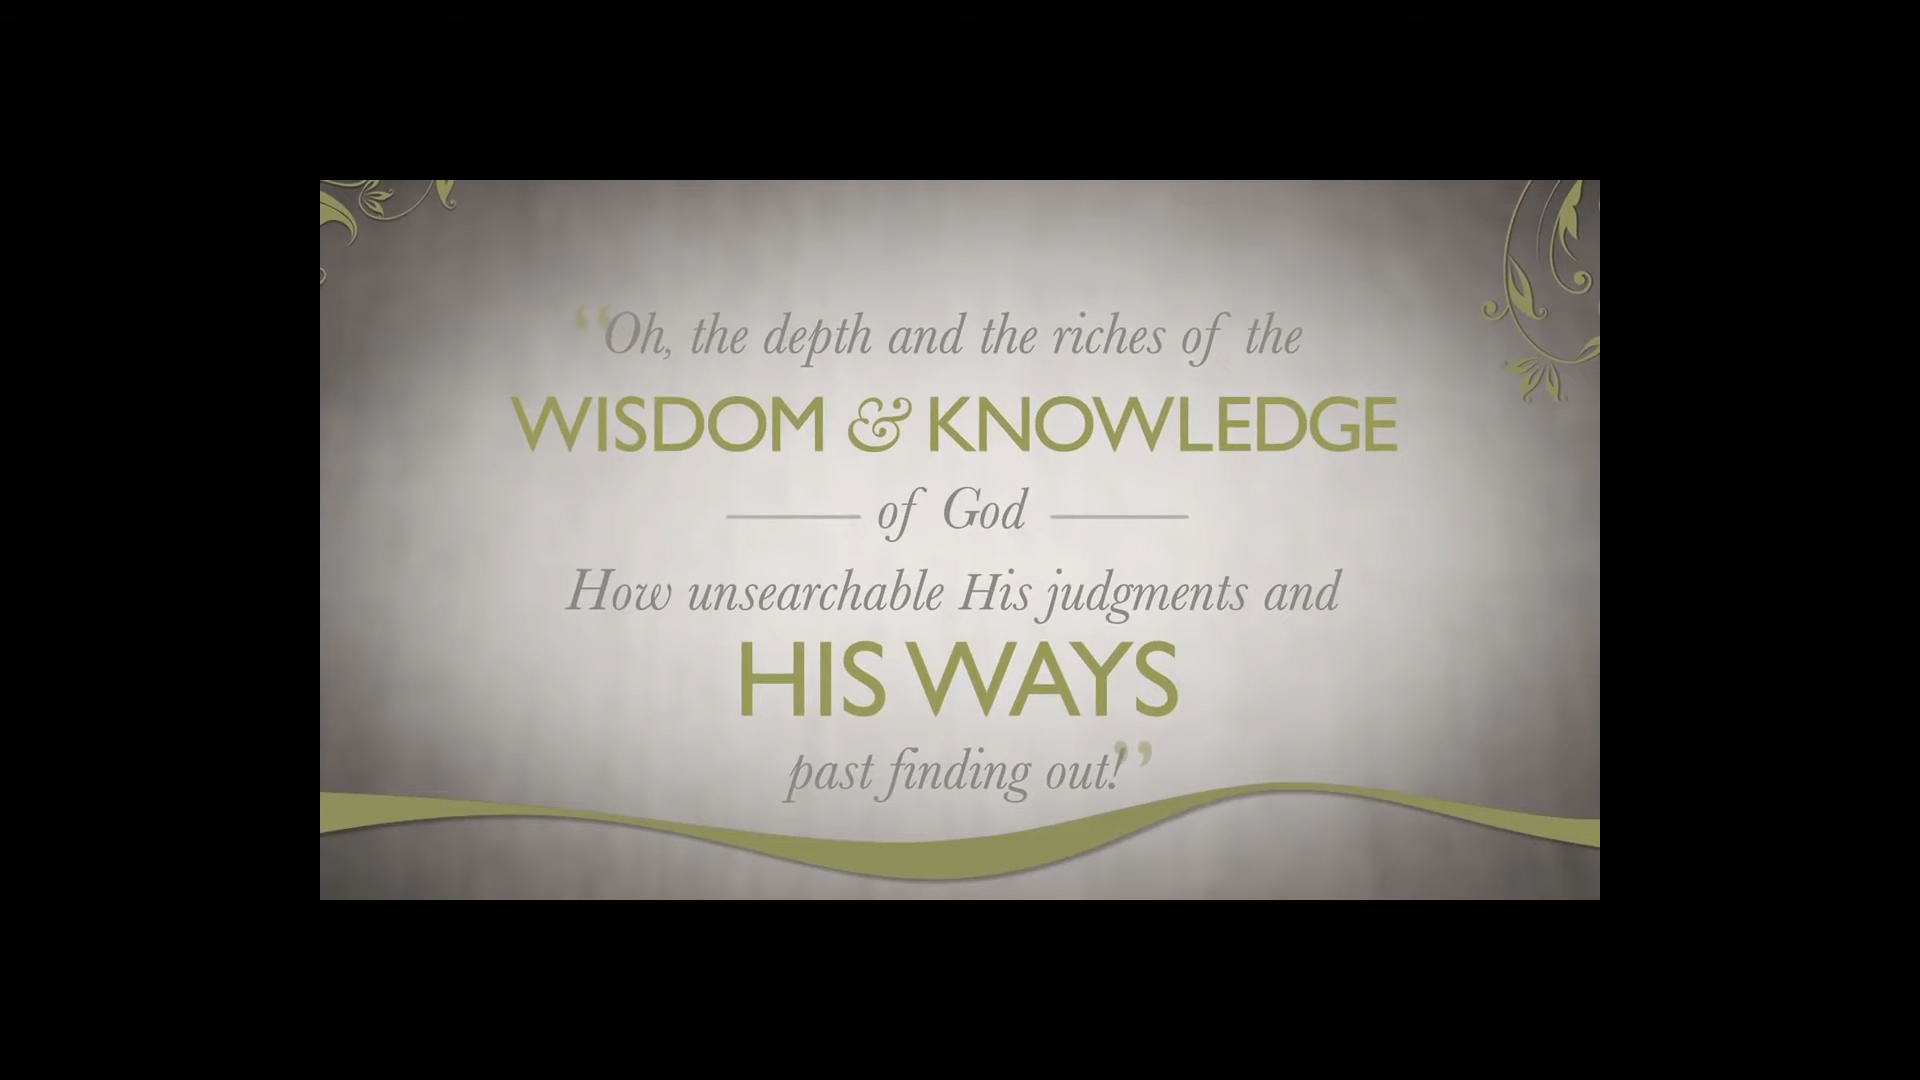 “Oh, the depth and the riches of the
WISDOM & KNOWLEDGE
of God
How unsearchable His judgments and
HIS WAYS
past finding out!”